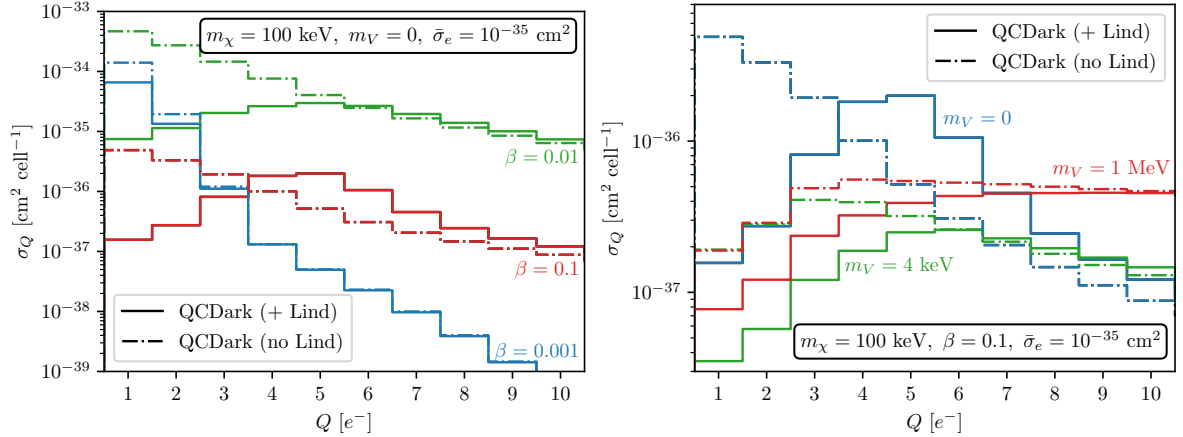 10⁻³³
10⁻³⁴
10⁻³⁵
10⁻³⁶
10⁻³⁷
10⁻³⁸
10⁻³⁹
σ_Q [cm² cell⁻¹]
m_χ = 100 keV, m_V = 0, σ̄_e = 10⁻³⁵ cm²
β = 0.01
β = 0.1
β = 0.001
QCDark (+ Lind)
QCDark (no Lind)
1 2 3 4 5 6 7 8 9 10
Q [e⁻]
10⁻³⁶
10⁻³⁷
σ_Q [cm² cell⁻¹]
QCDark (+ Lind)
QCDark (no Lind)
m_V = 0
m_V = 1 MeV
m_V = 4 keV
m_χ = 100 keV, β = 0.1, σ̄_e = 10⁻³⁵ cm²
1 2 3 4 5 6 7 8 9 10
Q [e⁻]